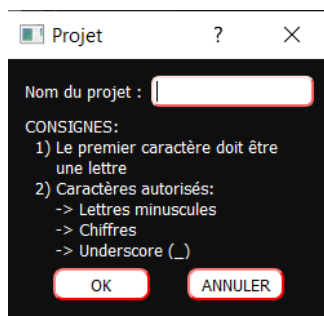 Projet ?
Nom du projet :
CONSIGNES:
1) Le premier caractère doit être
une lettre
2) Caractères autorisés:
-> Lettres minuscules
-> Chiffres
-> Underscore (_)
OK ANNULER